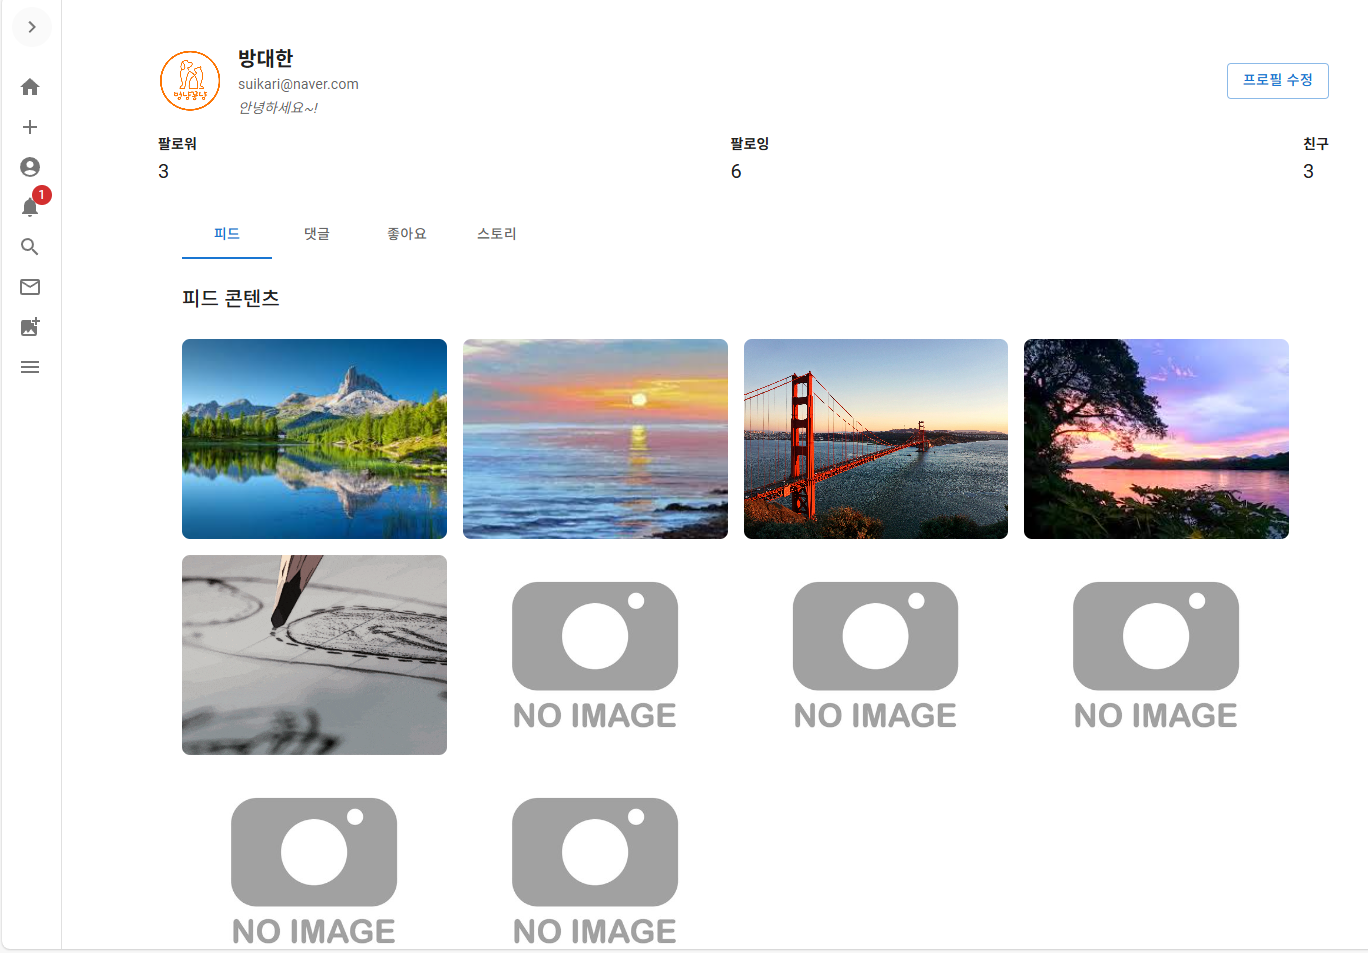 방대한
suikari@naver.com
안녕하세요~!
프로필 수정
팔로워
3
팔로잉
6
친구
3
1
피드
댓글
좋아요
스토리
피드 콘텐츠
NO IMAGE
NO IMAGE
NO IMAGE
NO IMAGE
NO IMAGE